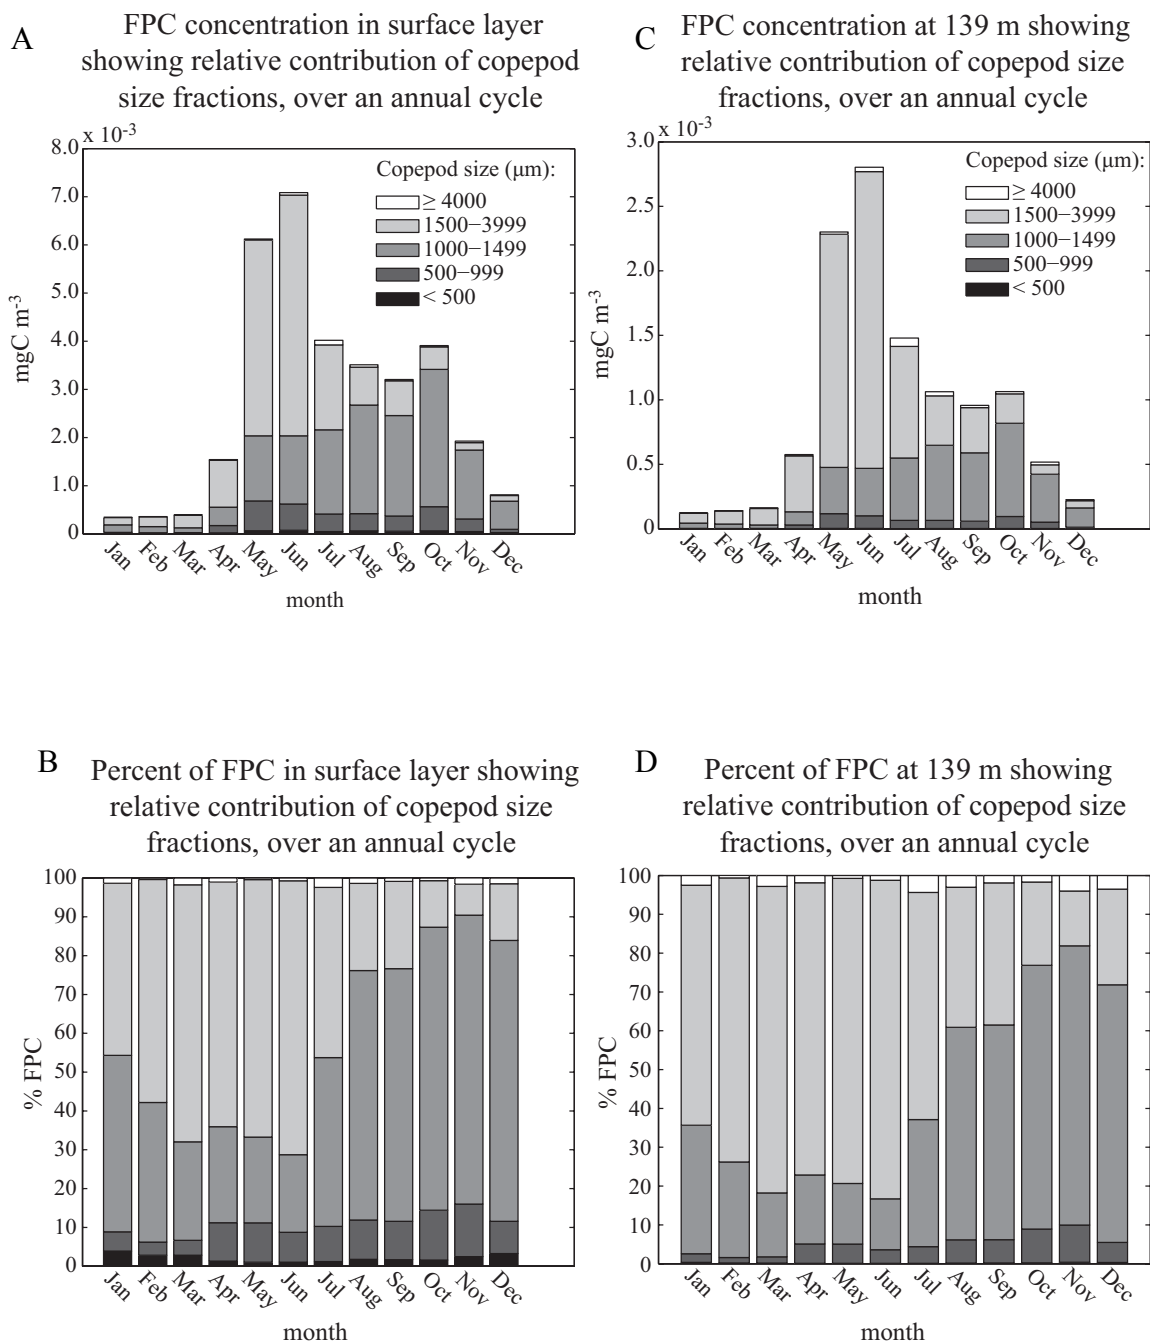 A
FPC concentration in surface layer
showing relative contribution of copepod
size fractions, over an annual cycle
x 10-3
8.0
7.0
6.0
5.0
4.0
3.0
2.0
1.0
0
mgC m-3
Copepod size (μm):
≥ 4000
1500−3999
1000−1499
500−999
< 500
Jan
Feb
Mar
Apr
May
Jun
Jul
Aug
Sep
Oct
Nov
Dec
month
C
FPC concentration at 139 m showing
relative contribution of copepod size
fractions, over an annual cycle
x 10-3
3.0
2.5
2.0
1.5
1.0
0.5
0
mgC m-3
Copepod size (μm):
≥ 4000
1500−3999
1000−1499
500−999
< 500
Jan
Feb
Mar
Apr
May
Jun
Jul
Aug
Sep
Oct
Nov
Dec
month
B
Percent of FPC in surface layer showing
relative contribution of copepod size
fractions, over an annual cycle
100
90
80
70
60
50
40
30
20
10
0
% FPC
Jan
Feb
Mar
Apr
May
Jun
Jul
Aug
Sep
Oct
Nov
Dec
month
D
Percent of FPC at 139 m showing
relative contribution of copepod size
fractions, over an annual cycle
100
90
80
70
60
50
40
30
20
10
0
% FPC
Jan
Feb
Mar
Apr
May
Jun
Jul
Aug
Sep
Oct
Nov
Dec
month